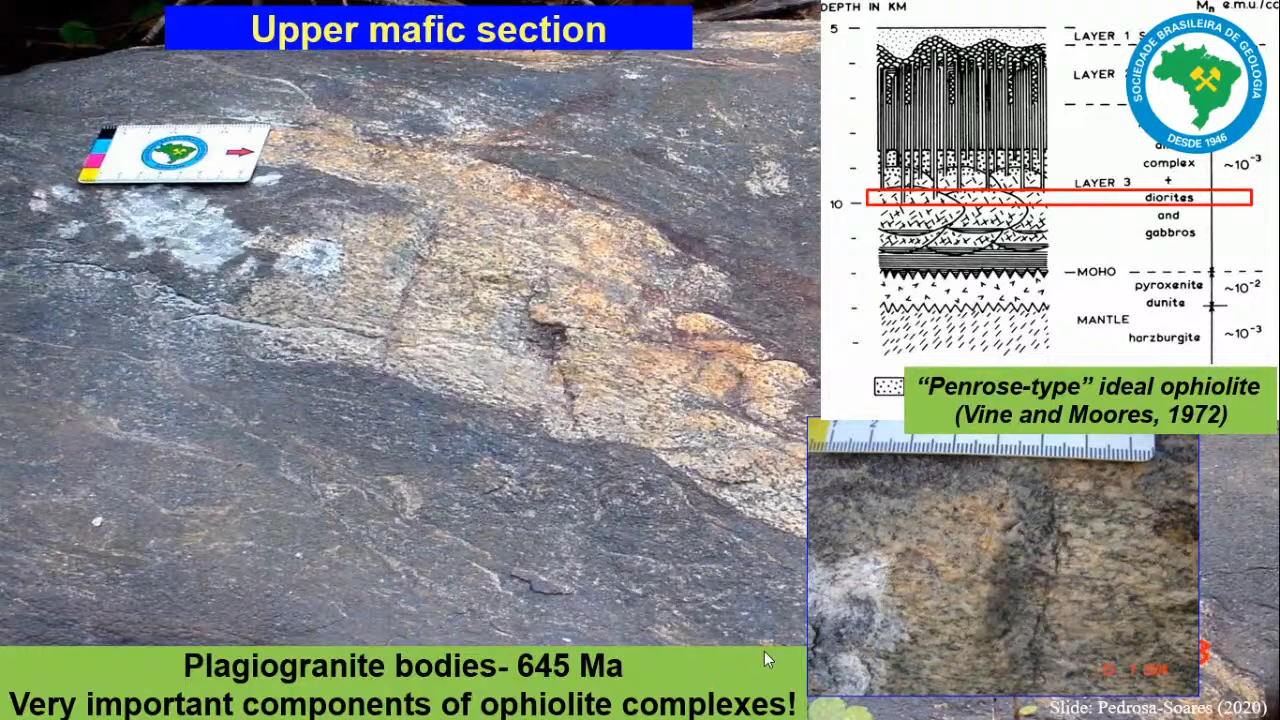 Upper mafic section
DEPTH IN KM
Mn e.m.u./cc
5
LAYER 1
LAYER
complex
~10-3
LAYER 3
+
10
diorites
and
gabbros
MOHO
pyroxenite
~10-2
dunite
MANTLE
harzburgite
~10-3
SOCIEDADE BRASILEIRA DE GEOLOGIA
DESDE 1946
“Penrose-type” ideal ophiolite
(Vine and Moores, 1972)
2
Plagiogranite bodies- 645 Ma
Very important components of ophiolite complexes!
Slide: Pedrosa-Soares (2020)